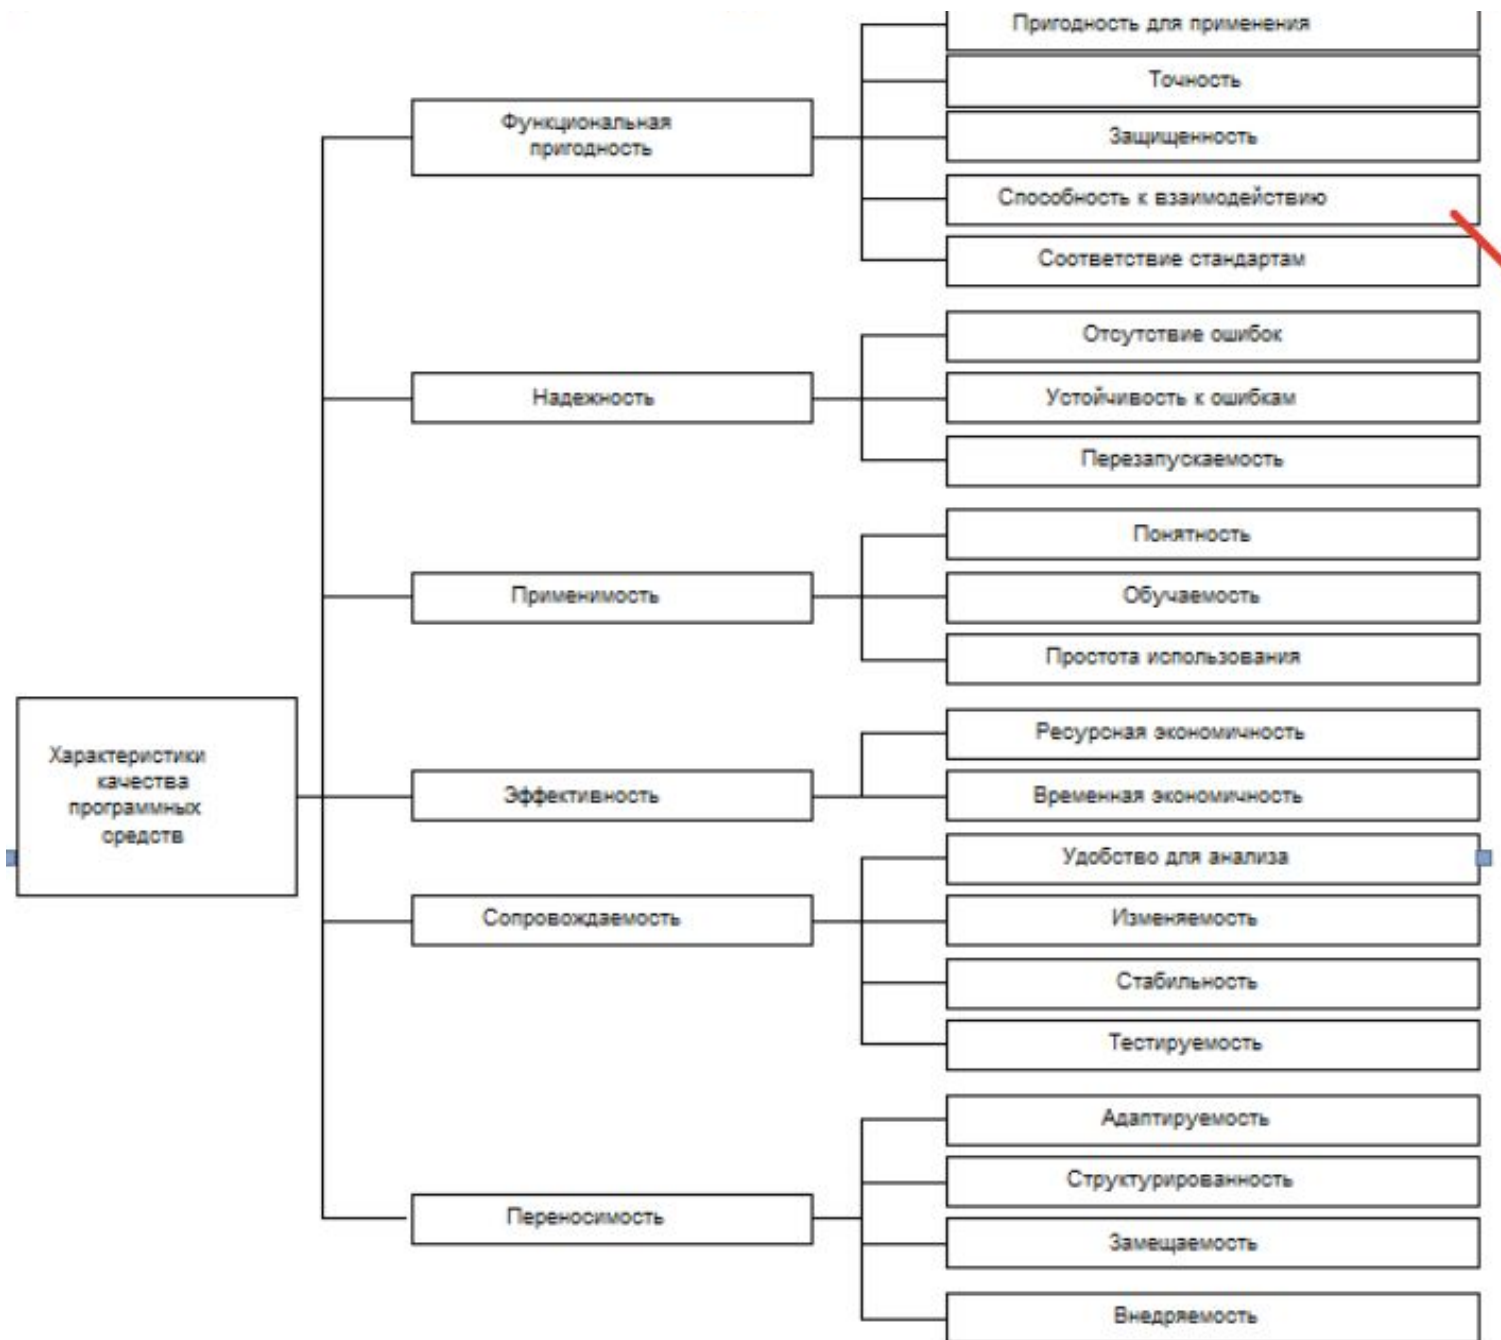 Пригодность для применения
Точность
Функциональная
пригодность
Защищенность
Способность к взаимодействию
Соответствие стандартам
Отсутствие ошибок
Надежность
Устойчивость к ошибкам
Перезапускаемость
Понятность
Применимость
Обучаемость
Простота использования
Характеристики
качества
программных
средств
Ресурсная экономичность
Эффективность
Временная экономичность
Удобство для анализа
Сопровождаемость
Изменяемость
Стабильность
Тестируемость
Адаптируемость
Структурированность
Переносимость
Замещаемость
Внедряемость